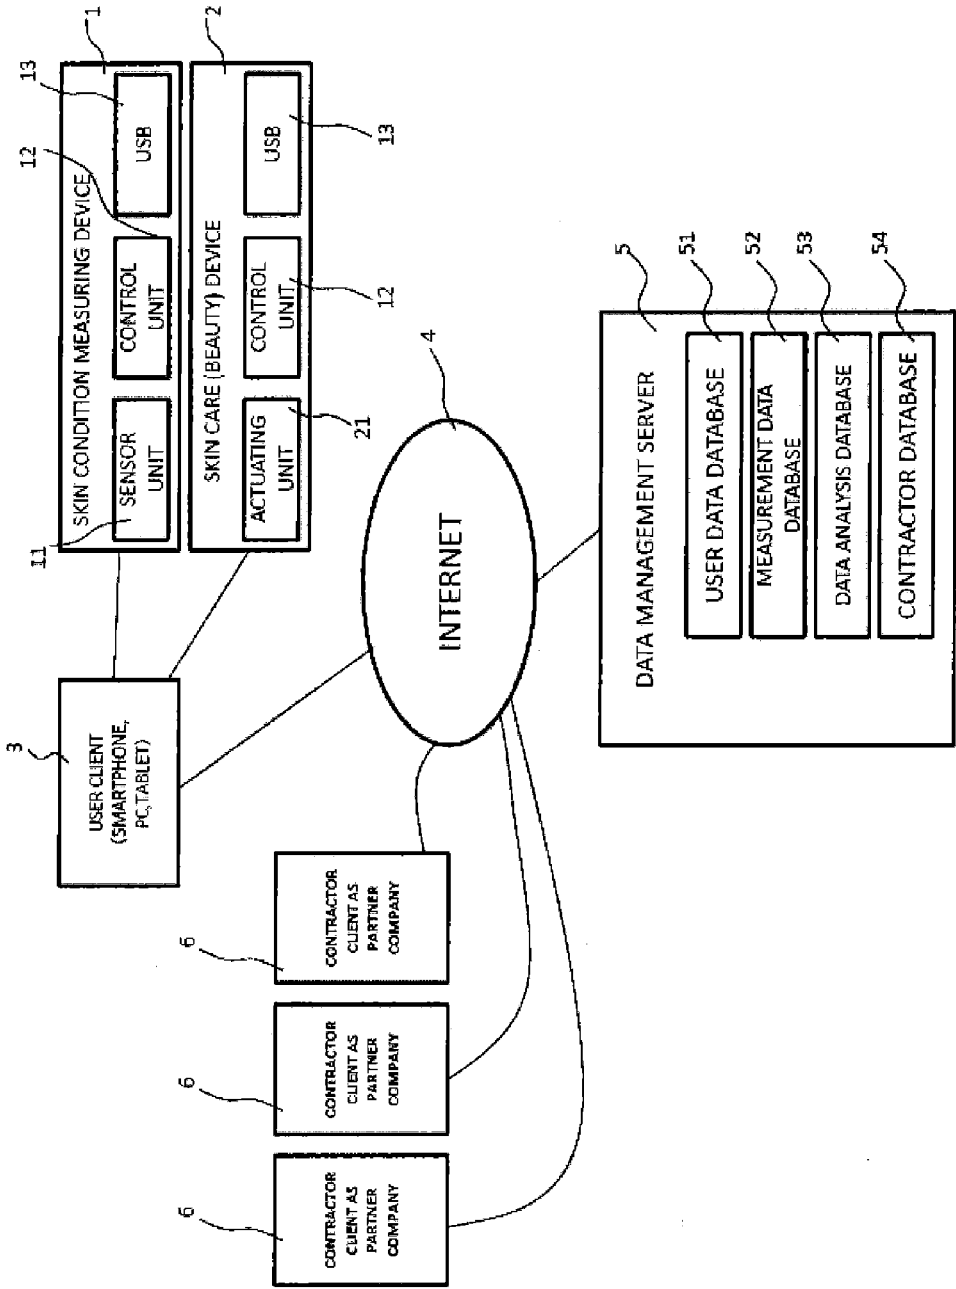 1
13
12
SKIN CONDITION MEASURING DEVICE
SENSOR
UNIT
CONTROL
UNIT
USB
11
2
SKIN CARE (BEAUTY) DEVICE
ACTUATING
UNIT
CONTROL
UNIT
USB
21
12
13
3
USER CLIENT
(SMARTPHONE,
PC,TABLET)
4
INTERNET
6
CONTRACTOR
CLIENT AS
PARTNER
COMPANY
6
CONTRACTOR
CLIENT AS
PARTNER
COMPANY
6
CONTRACTOR
CLIENT AS
PARTNER
COMPANY
5
DATA MANAGEMENT SERVER
51
USER DATA DATABASE
52
MEASUREMENT DATA
DATABASE
53
DATA ANALYSIS DATABASE
54
CONTRACTOR DATABASE